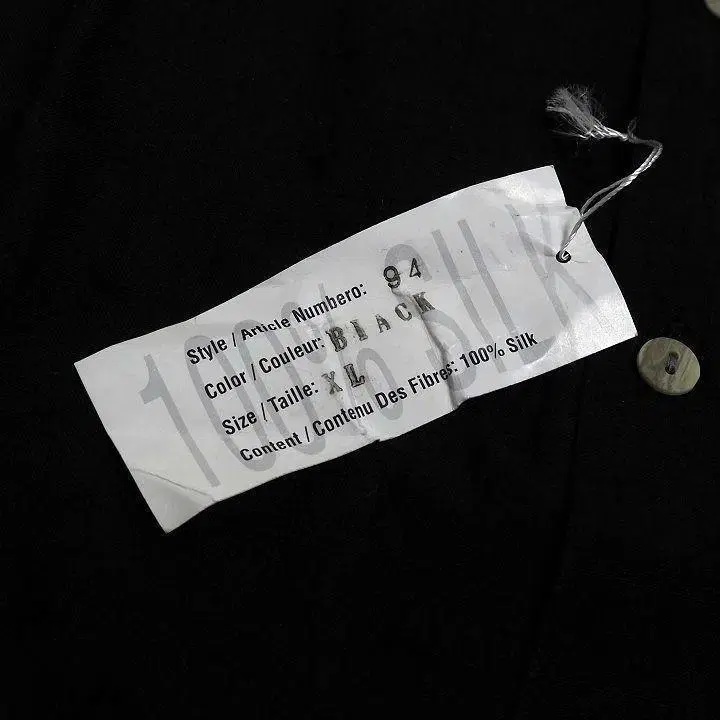 100% SILK
Style / Article Numbero: 94
Color / Couleur: BLACK
Size / Taille: XL
Content / Contenu Des Fibres: 100% Silk